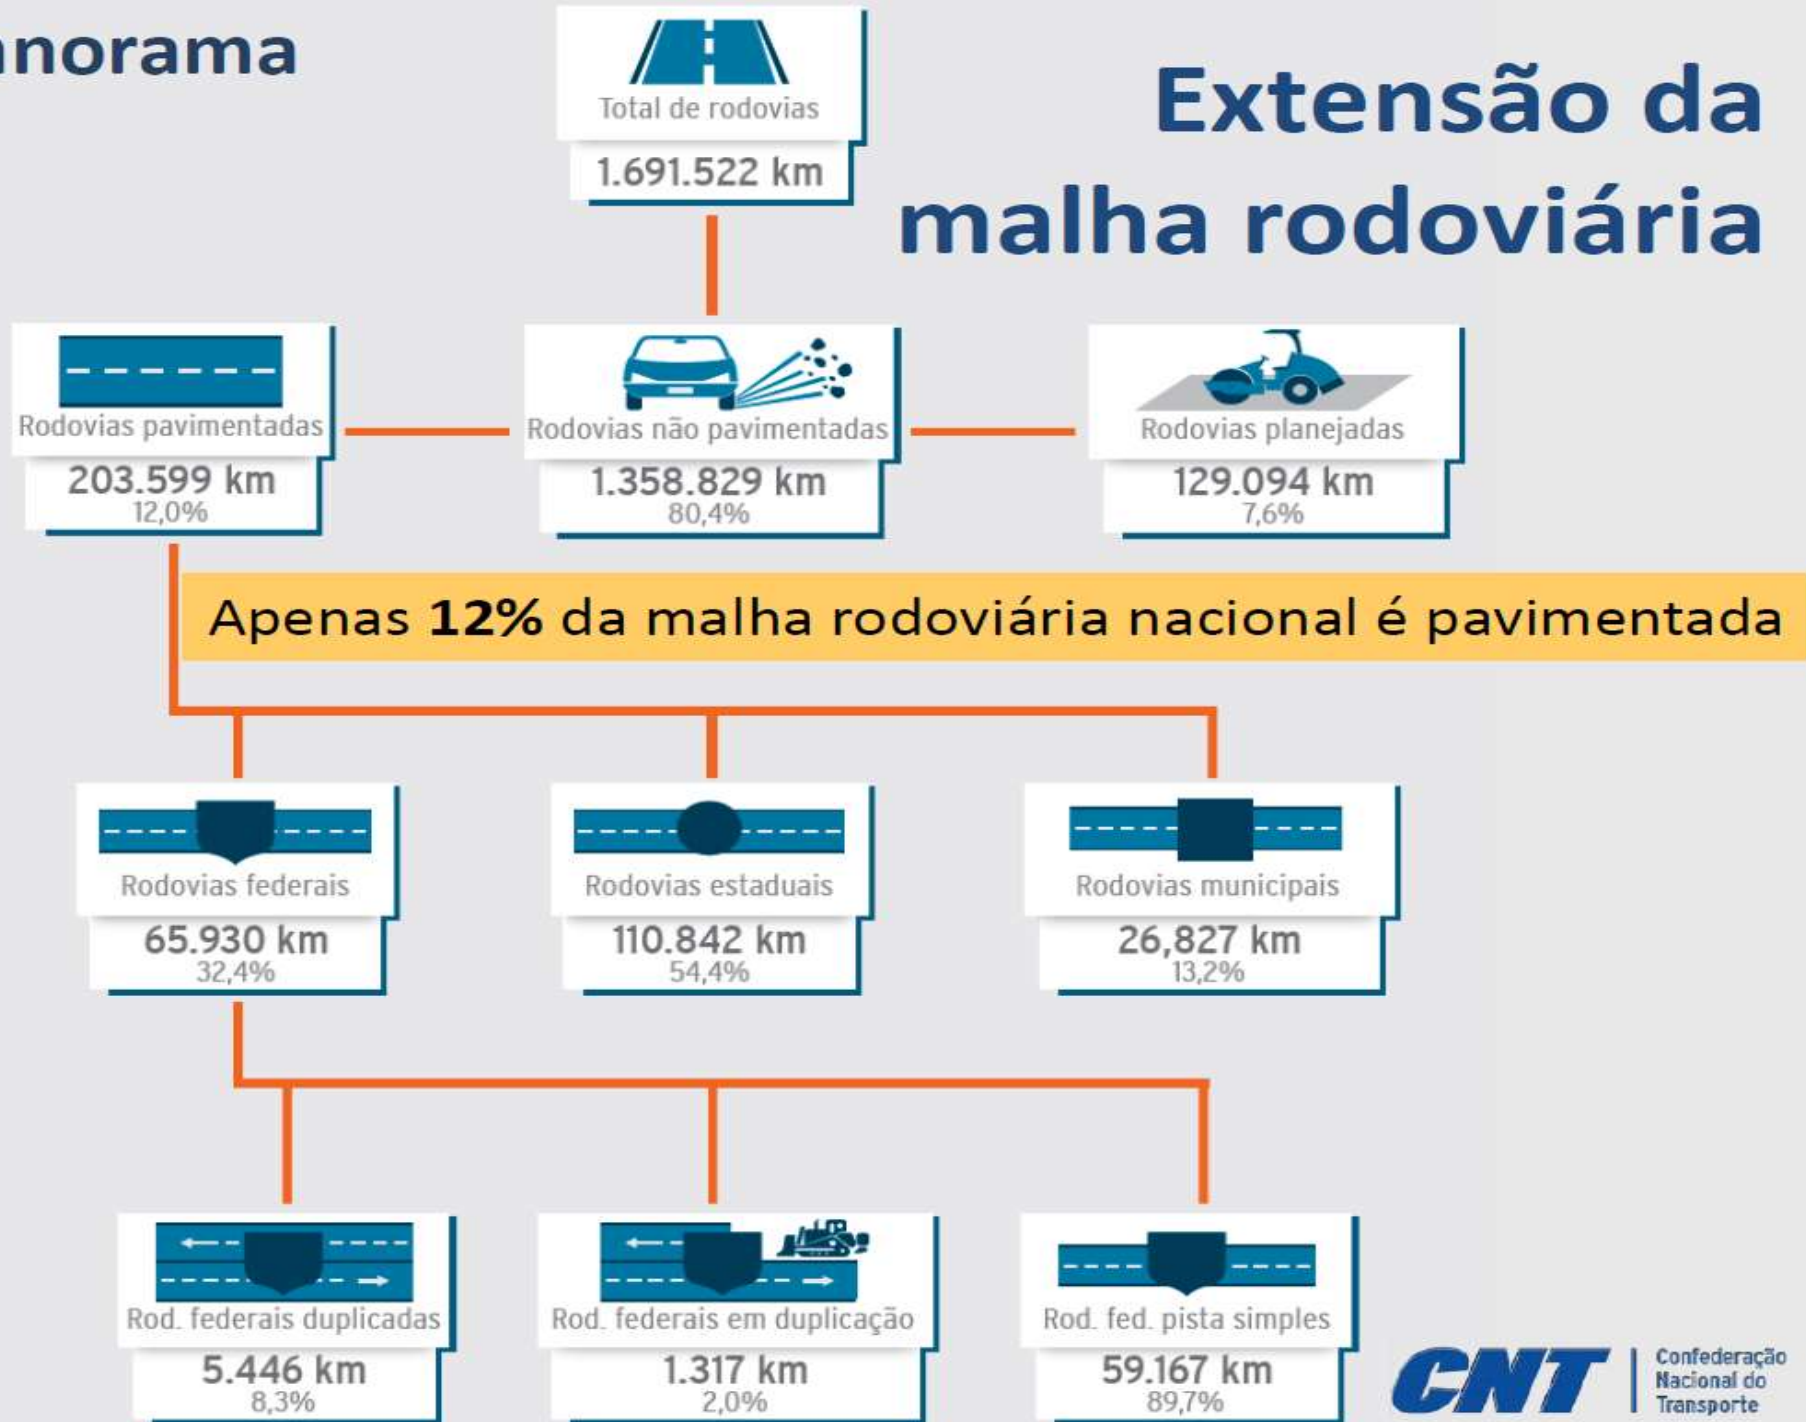 norama
Extensão da
malha rodoviária
Total de rodovias
1.691.522 km
Rodovias pavimentadas
203.599 km
12,0%
Rodovias não pavimentadas
1.358.829 km
80,4%
Rodovias planejadas
129.094 km
7,6%
Apenas 12% da malha rodoviária nacional é pavimentada
Rodovias federais
65.930 km
32,4%
Rodovias estaduais
110.842 km
54,4%
Rodovias municipais
26,827 km
13,2%
Rod. federais duplicadas
5.446 km
8,3%
Rod. federais em duplicação
1.317 km
2,0%
Rod. fed. pista simples
59.167 km
89,7%
CNT
Confederação
Nacional do
Transporte